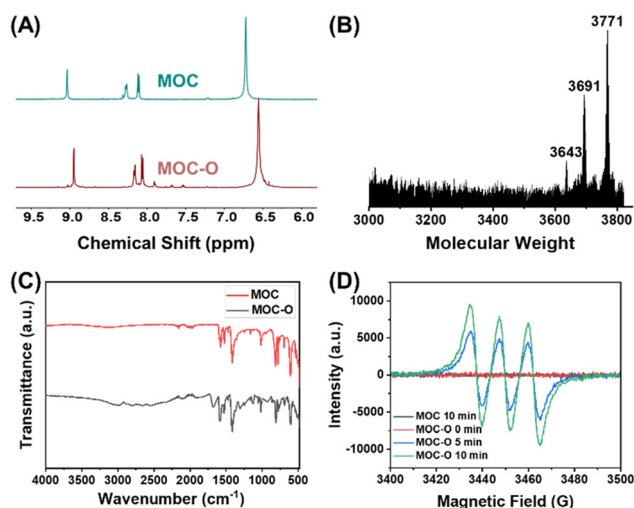 (A)
MOC
MOC-O
9.5 9.0 8.5 8.0 7.5 7.0 6.5 6.0
Chemical Shift (ppm)
(B)
3771
3691
3643
3000 3200 3400 3600 3800
Molecular Weight
(C)
MOC
MOC-O
Transmittance (a.u.)
4000 3500 3000 2500 2000 1500 1000 500
Wavenumber (cm⁻¹)
(D)
10000
5000
0
-5000
-10000
Intensity (a.u.)
MOC 10 min
MOC-O 0 min
MOC-O 5 min
MOC-O 10 min
3400 3420 3440 3460 3480 3500
Magnetic Field (G)